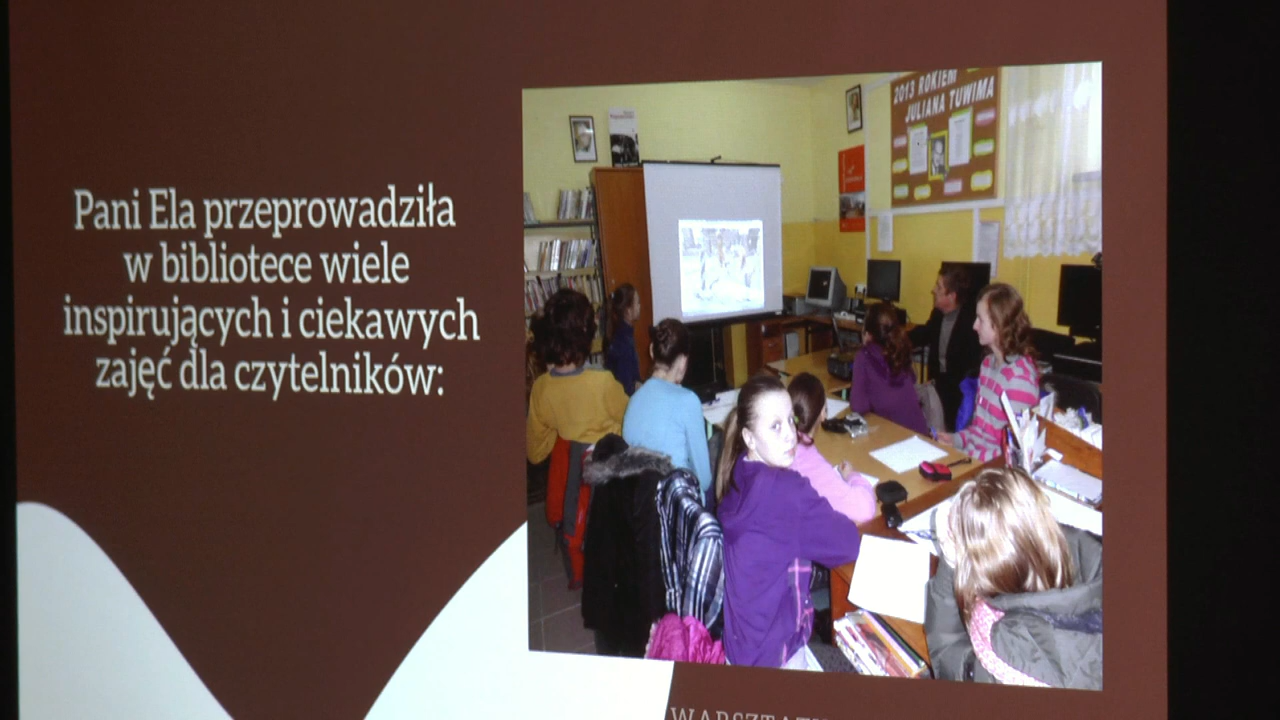 Pani Ela przeprowadziła
w bibliotece wiele
inspirujących i ciekawych
zajęć dla czytelników:
2013 ROKIEM
JULIANA TUWIMA